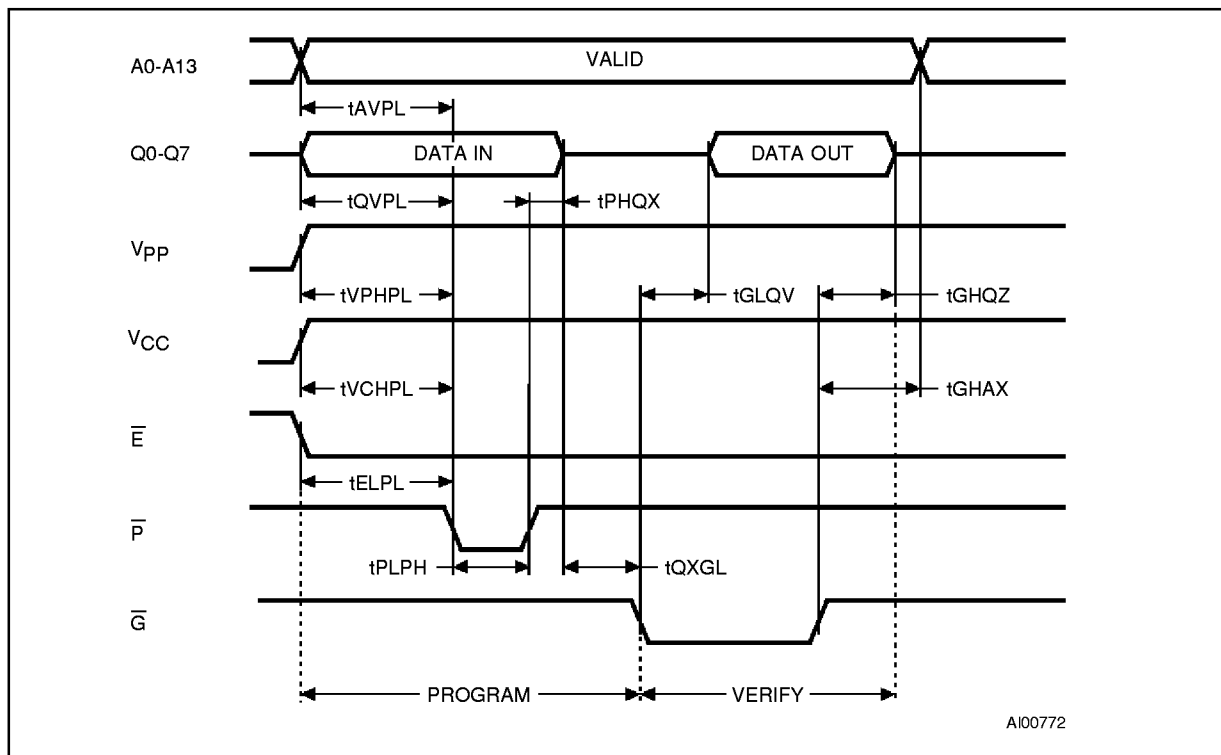 A0-A13
VALID
tAVPL
Q0-Q7
DATA IN
DATA OUT
tQVPL
tPHQX
VPP
tVPHPL
tGLQV
tGHQZ
VCC
tVCHPL
tGHAX
E̅
tELPL
P̅
tPLPH
tQXGL
G̅
PROGRAM
VERIFY
AI00772